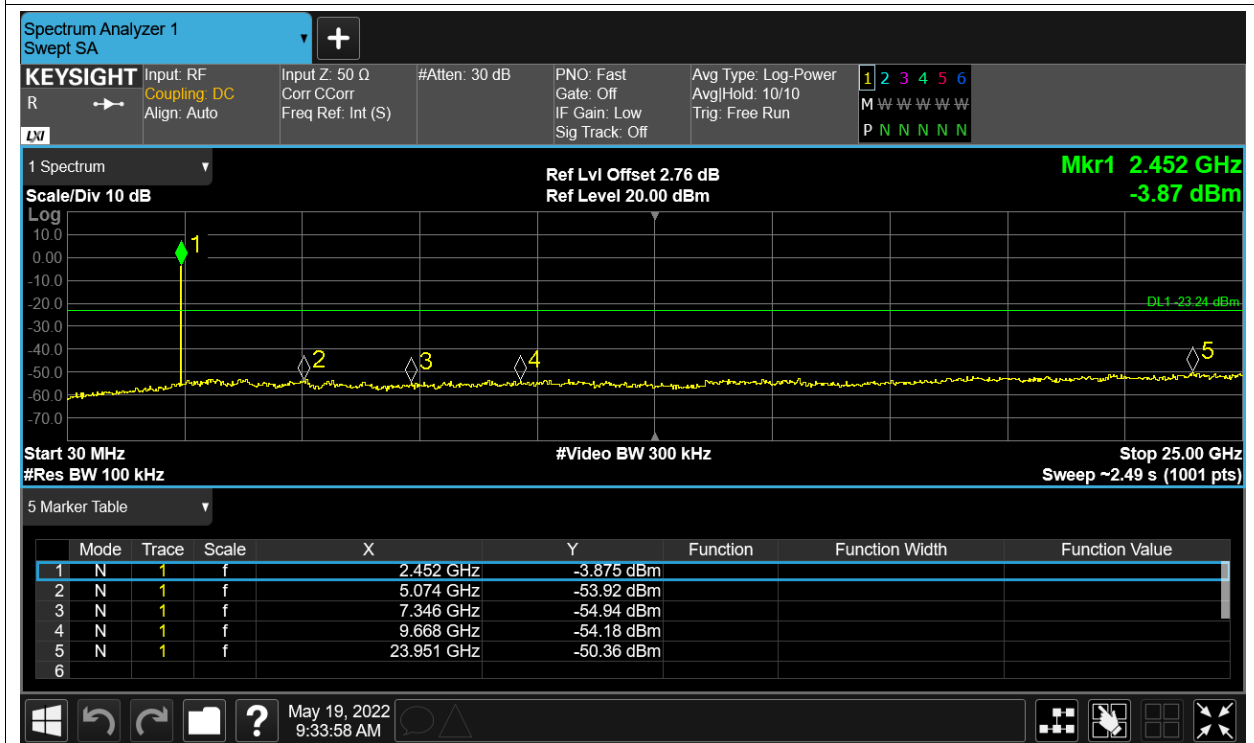 Spectrum Analyzer 1
Swept SA
+
KEYSIGHT Input: RF Input Z: 50 Ω #Atten: 30 dB PNO: Fast Avg Type: Log-Power 1 2 3 4 5 6
R Coupling: DC Corr CCorr Gate: Off Avg|Hold: 10/10 M W W W W W W
Align: Auto Freq Ref: Int (S) IF Gain: Low Trig: Free Run
LXI Sig Track: Off P N N N N N
1 Spectrum Ref Lvl Offset 2.76 dB Mkr1 2.452 GHz
Scale/Div 10 dB Ref Level 20.00 dBm -3.87 dBm
Log
10.0
1
0.00
-10.0
-20.0 DL1 -23.24 dBm
-30.0
-40.0
2 3 4 5
-50.0
-60.0
-70.0
Start 30 MHz #Video BW 300 kHz Stop 25.00 GHz
#Res BW 100 kHz Sweep ~2.49 s (1001 pts)
5 Marker Table
Mode Trace Scale X Y Function Function Width Function Value
1 N 1 f 2.452 GHz -3.875 dBm
2 N 1 f 5.074 GHz -53.92 dBm
3 N 1 f 7.346 GHz -54.94 dBm
4 N 1 f 9.668 GHz -54.18 dBm
5 N 1 f 23.951 GHz -50.36 dBm
6
? May 19, 2022
9:33:58 AM